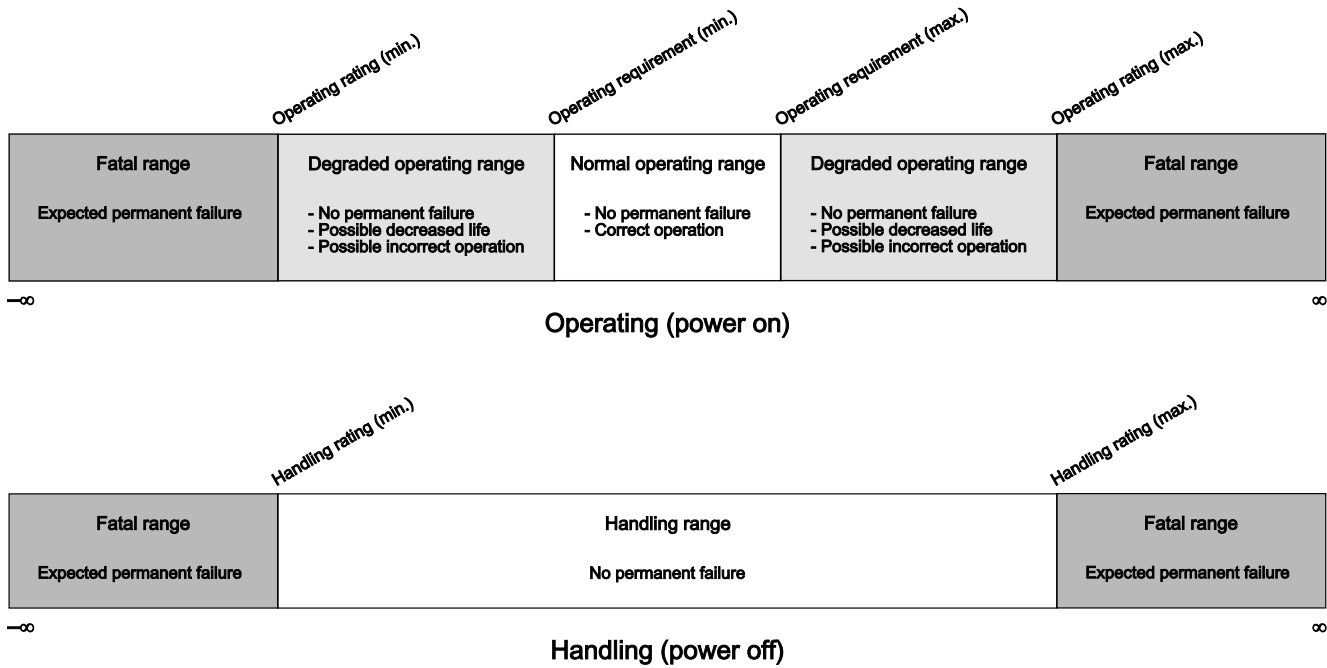 Operating rating (min.)
Operating requirement (min.)
Operating requirement (max.)
Operating rating (max.)
Fatal range
Expected permanent failure
Degraded operating range
- No permanent failure
- Possible decreased life
- Possible incorrect operation
Normal operating range
- No permanent failure
- Correct operation
Degraded operating range
- No permanent failure
- Possible decreased life
- Possible incorrect operation
Fatal range
Expected permanent failure
–∞
∞
Operating (power on)
Handling rating (min.)
Handling rating (max.)
Fatal range
Expected permanent failure
Handling range
No permanent failure
Fatal range
Expected permanent failure
–∞
∞
Handling (power off)